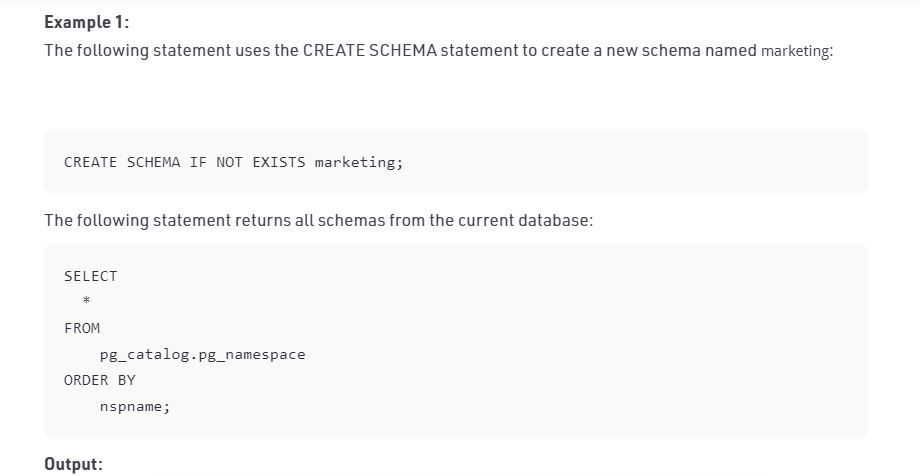 Example 1:
The following statement uses the CREATE SCHEMA statement to create a new schema named marketing:
CREATE SCHEMA IF NOT EXISTS marketing;
The following statement returns all schemas from the current database:
SELECT
*
FROM
pg_catalog.pg_namespace
ORDER BY
nspname;
Output: